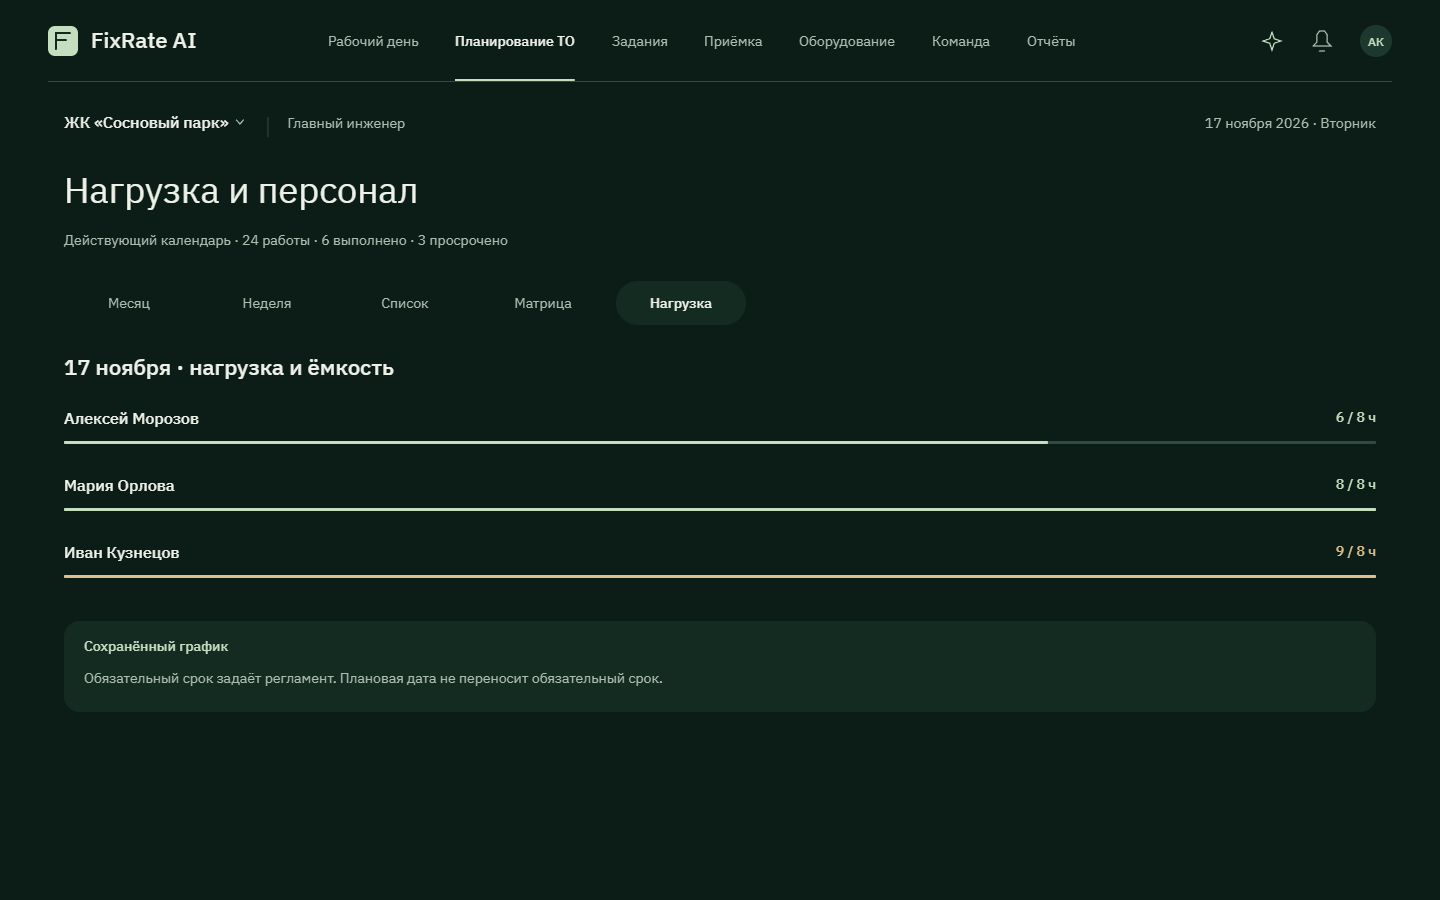 FixRate AI
Рабочий день
Планирование ТО
Задания
Приёмка
Оборудование
Команда
Отчёты
АК
ЖК «Сосновый парк»
Главный инженер
17 ноября 2026 · Вторник
Нагрузка и персонал
Действующий календарь · 24 работы · 6 выполнено · 3 просрочено
Месяц
Неделя
Список
Матрица
Нагрузка
17 ноября · нагрузка и ёмкость
Алексей Морозов
6 / 8 ч
Мария Орлова
8 / 8 ч
Иван Кузнецов
9 / 8 ч
Сохранённый график
Обязательный срок задаёт регламент. Плановая дата не переносит обязательный срок.